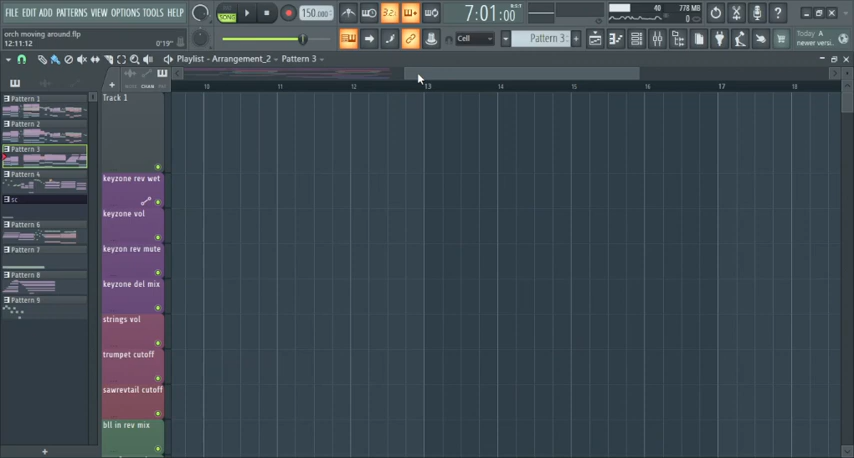 FILE EDIT ADD PATTERNS VIEW OPTIONS TOOLS HELP
SONG
150.000
3.2.
7:01:00
40
778 MB
0
orch moving around.flp
12:11:12
0'19"
Cell
Pattern 3
Today A
newer versi..
Playlist - Arrangement_2 › Pattern 3
CHAN
10 11 12 13 14 15 16 17 18
Pattern 1
Pattern 2
Pattern 3
Pattern 4
sc
Pattern 6
Pattern 7
Pattern 8
Pattern 9
Track 1
keyzone rev wet
keyzone vol
keyzon rev mute
keyzone del mix
strings vol
trumpet cutoff
sawrevtail cutoff
bll in rev mix